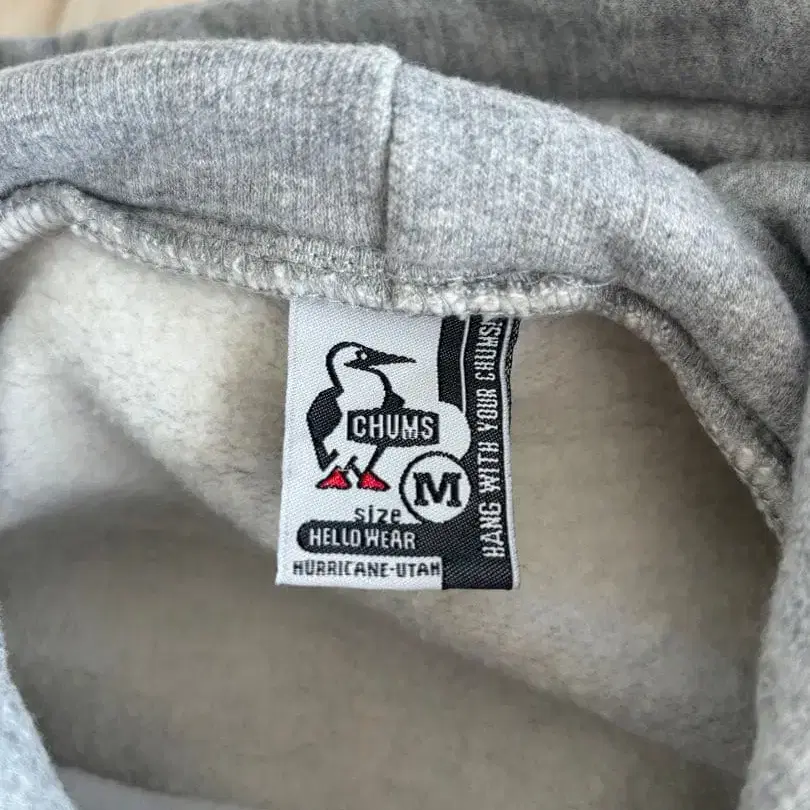 CHUMS
M
size
HELLO WEAR
HURRICANE-UTAH
HANG WITH YOUR CHUMS!